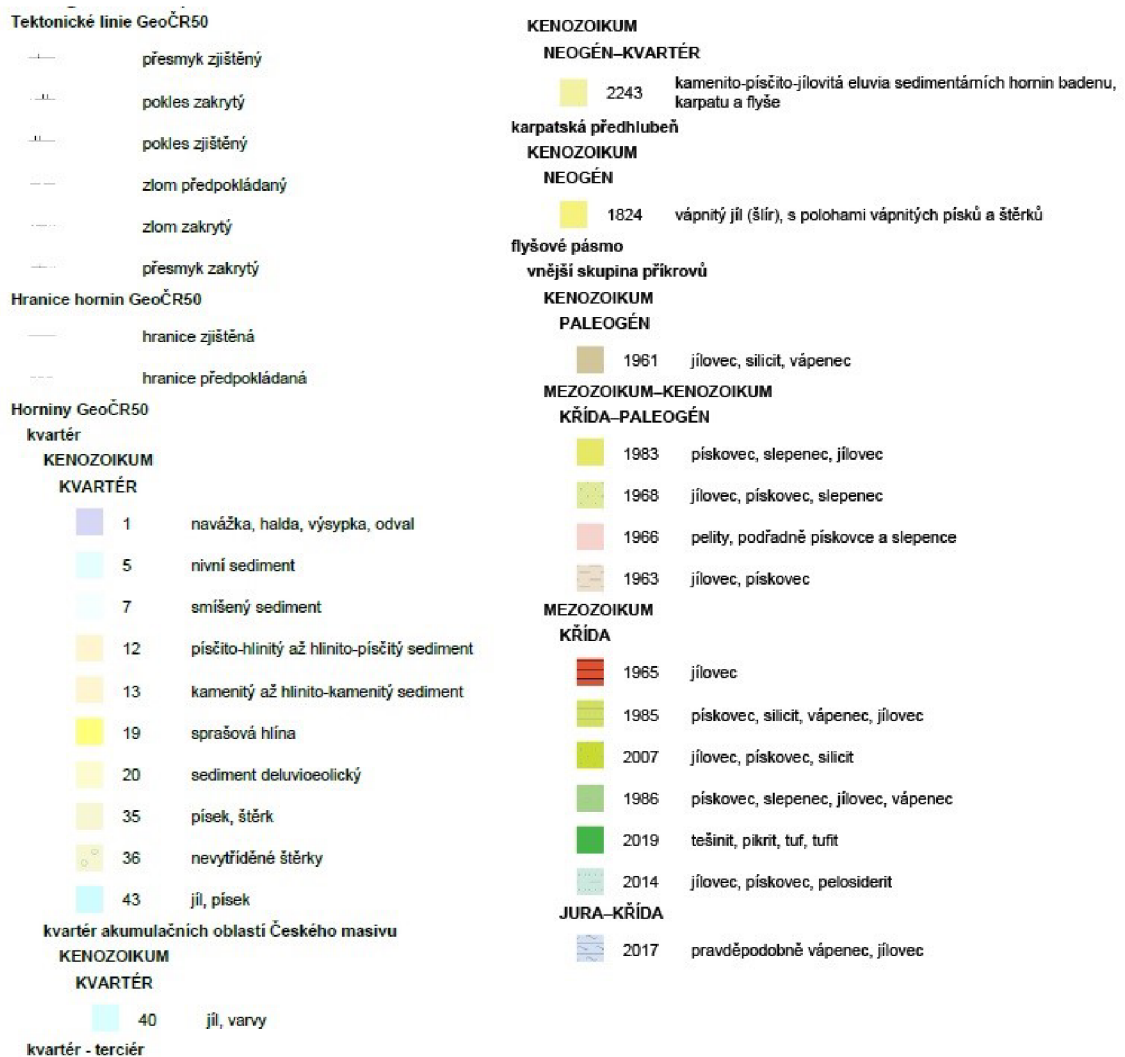 Tektonické linie GeoČR50
přesmyk zjištěný
pokles zakrytý
pokles zjištěný
zlom předpokládaný
zlom zakrytý
přesmyk zakrytý
Hranice hornin GeoČR50
hranice zjištěná
hranice předpokládaná
Horniny GeoČR50
kvartér
KENOZOIKUM
KVARTÉR
1 navážka, halda, výsypka, odval
5 nivní sediment
7 smíšený sediment
12 písčito-hlinitý až hlinito-písčitý sediment
13 kamenitý až hlinito-kamenitý sediment
19 sprašová hlína
20 sediment deluvioeolický
35 písek, štěrk
36 nevytříděné štěrky
43 jíl, písek
kvartér akumulačních oblastí Českého masivu
KENOZOIKUM
KVARTÉR
40 jíl, varvy
kvartér - terciér
KENOZOIKUM
NEOGÉN–KVARTÉR
2243 kamenito-písčito-jílovitá eluvia sedimentárních hornin badenu,
karpatu a flyše
karpatská předhlubeň
KENOZOIKUM
NEOGÉN
1824 vápnitý jíl (šlír), s polohami vápnitých písků a štěrků
flyšové pásmo
vnější skupina příkrovů
KENOZOIKUM
PALEOGÉN
1961 jílovec, silicit, vápenec
MEZOZOIKUM–KENOZOIKUM
KŘÍDA–PALEOGÉN
1983 pískovec, slepenec, jílovec
1968 jílovec, pískovec, slepenec
1966 pelity, podřadně pískovce a slepence
1963 jílovec, pískovec
MEZOZOIKUM
KŘÍDA
1965 jílovec
1985 pískovec, silicit, vápenec, jílovec
2007 jílovec, pískovec, silicit
1986 pískovec, slepenec, jílovec, vápenec
2019 tešinit, pikrit, tuf, tufit
2014 jílovec, pískovec, pelosiderit
JURA–KŘÍDA
2017 pravděpodobně vápenec, jílovec